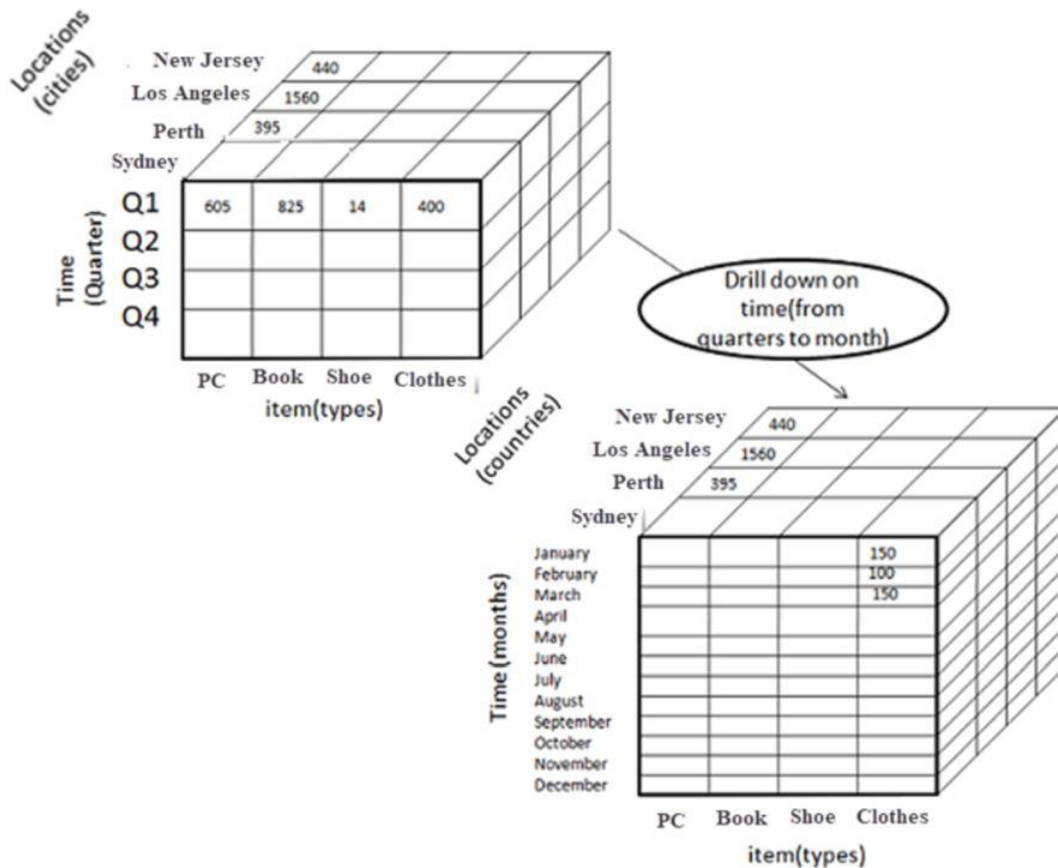 Locations
(cities)
New Jersey
Los Angeles
Perth
Sydney
440
1560
395
Time
(Quarter)
Q1
Q2
Q3
Q4
605 825 14 400
PC Book Shoe Clothes
item(types)
Drill down on
time(from
quarters to month)
Locations
(countries)
New Jersey
Los Angeles
Perth
Sydney
440
1560
395
Time (months)
January
February
March
April
May
June
July
August
September
October
November
December
150
100
150
PC Book Shoe Clothes
item(types)